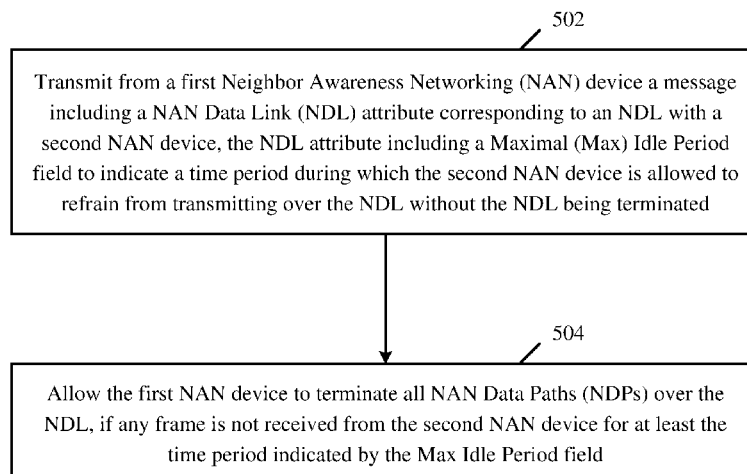 502
Transmit from a first Neighbor Awareness Networking (NAN) device a message
including a NAN Data Link (NDL) attribute corresponding to an NDL with a
second NAN device, the NDL attribute including a Maximal (Max) Idle Period
field to indicate a time period during which the second NAN device is allowed to
refrain from transmitting over the NDL without the NDL being terminated
504
Allow the first NAN device to terminate all NAN Data Paths (NDPs) over the
NDL, if any frame is not received from the second NAN device for at least the
time period indicated by the Max Idle Period field